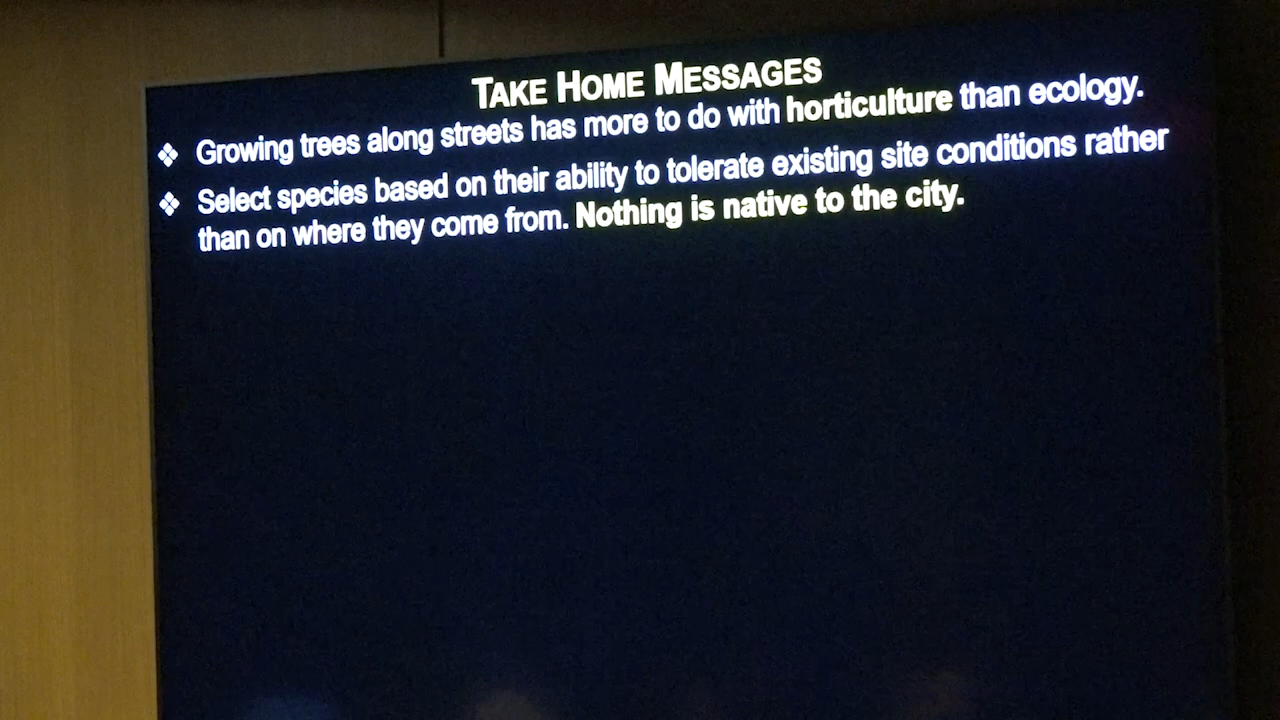 TAKE HOME MESSAGES
❖ Growing trees along streets has more to do with horticulture than ecology.
❖ Select species based on their ability to tolerate existing site conditions rather
than on where they come from. Nothing is native to the city.